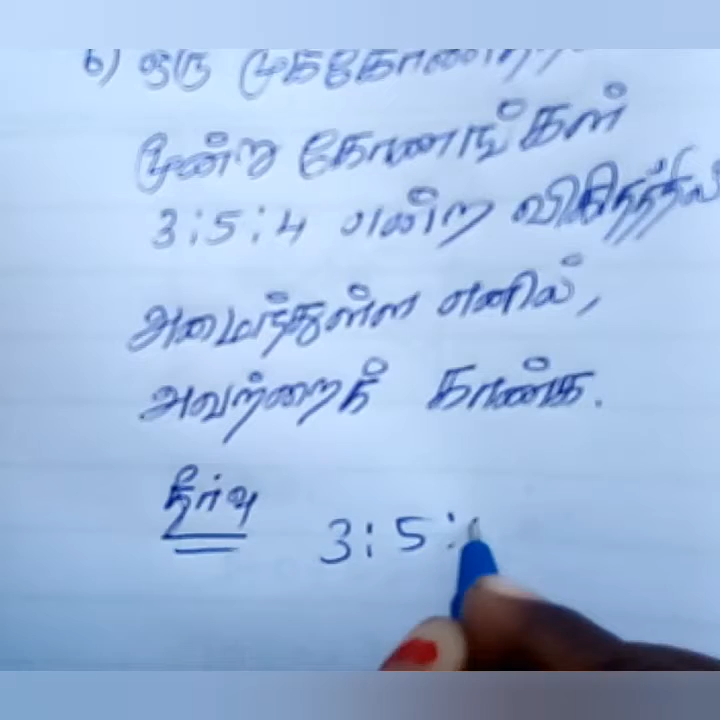 6) ஒரு முக்கோணத்தின்
மூன்று கோணங்கள்
3:5:4 என்ற விகிதத்தில்
அமைந்துள்ள எனில்,
அவற்றைக் காண்க.
தீர்வு
3:5: